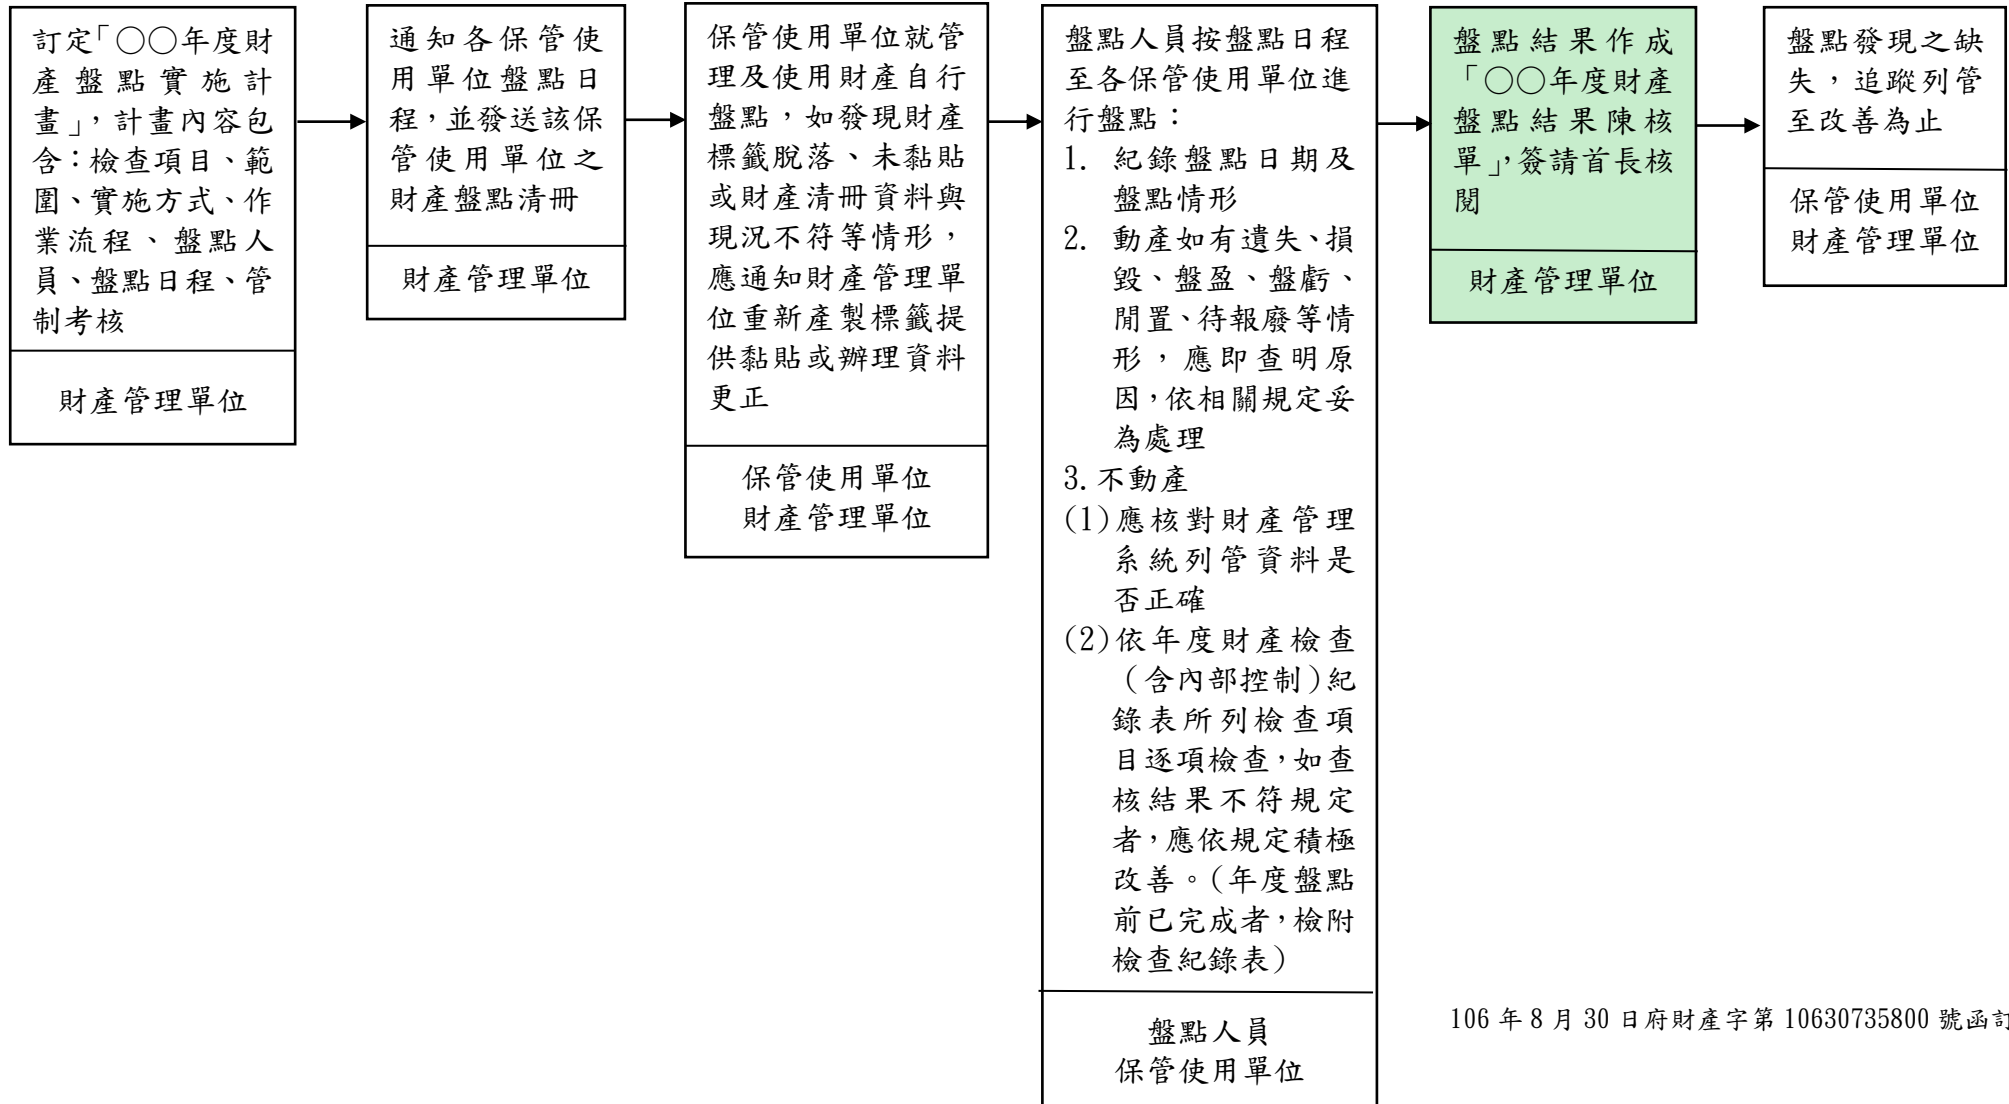 訂定「○○年度財
產盤點實施計
畫」，計畫內容包
含：檢查項目、範
圍、實施方式、作
業流程、盤點人
員、盤點日程、管
制考核
財產管理單位
通知各保管使
用單位盤點日
程，並發送該保
管使用單位之
財產盤點清冊
財產管理單位
保管使用單位就管
理及使用財產自行
盤點，如發現財產
標籤脫落、未黏貼
或財產清冊資料與
現況不符等情形，
應通知財產管理單
位重新產製標籤提
供黏貼或辦理資料
更正
保管使用單位
財產管理單位
盤點人員按盤點日程
至各保管使用單位進
行盤點：
1. 紀錄盤點日期及
盤點情形
2. 動產如有遺失、損
毀、盤盈、盤虧、
閒置、待報廢等情
形，應即查明原
因，依相關規定妥
為處理
3.不動產
(1)應核對財產管理
系統列管資料是
否正確
(2)依年度財產檢查
（含內部控制）紀
錄表所列檢查項
目逐項檢查，如查
核結果不符規定
者，應依規定積極
改善。（年度盤點
前已完成者，檢附
檢查紀錄表）
盤點人員
保管使用單位
盤點結果作成
「○○年度財產
盤點結果陳核
單」，簽請首長核
閱
財產管理單位
盤點發現之缺
失，追蹤列管
至改善為止
保管使用單位
財產管理單位
106 年 8 月 30 日府財產字第 10630735800 號函訂